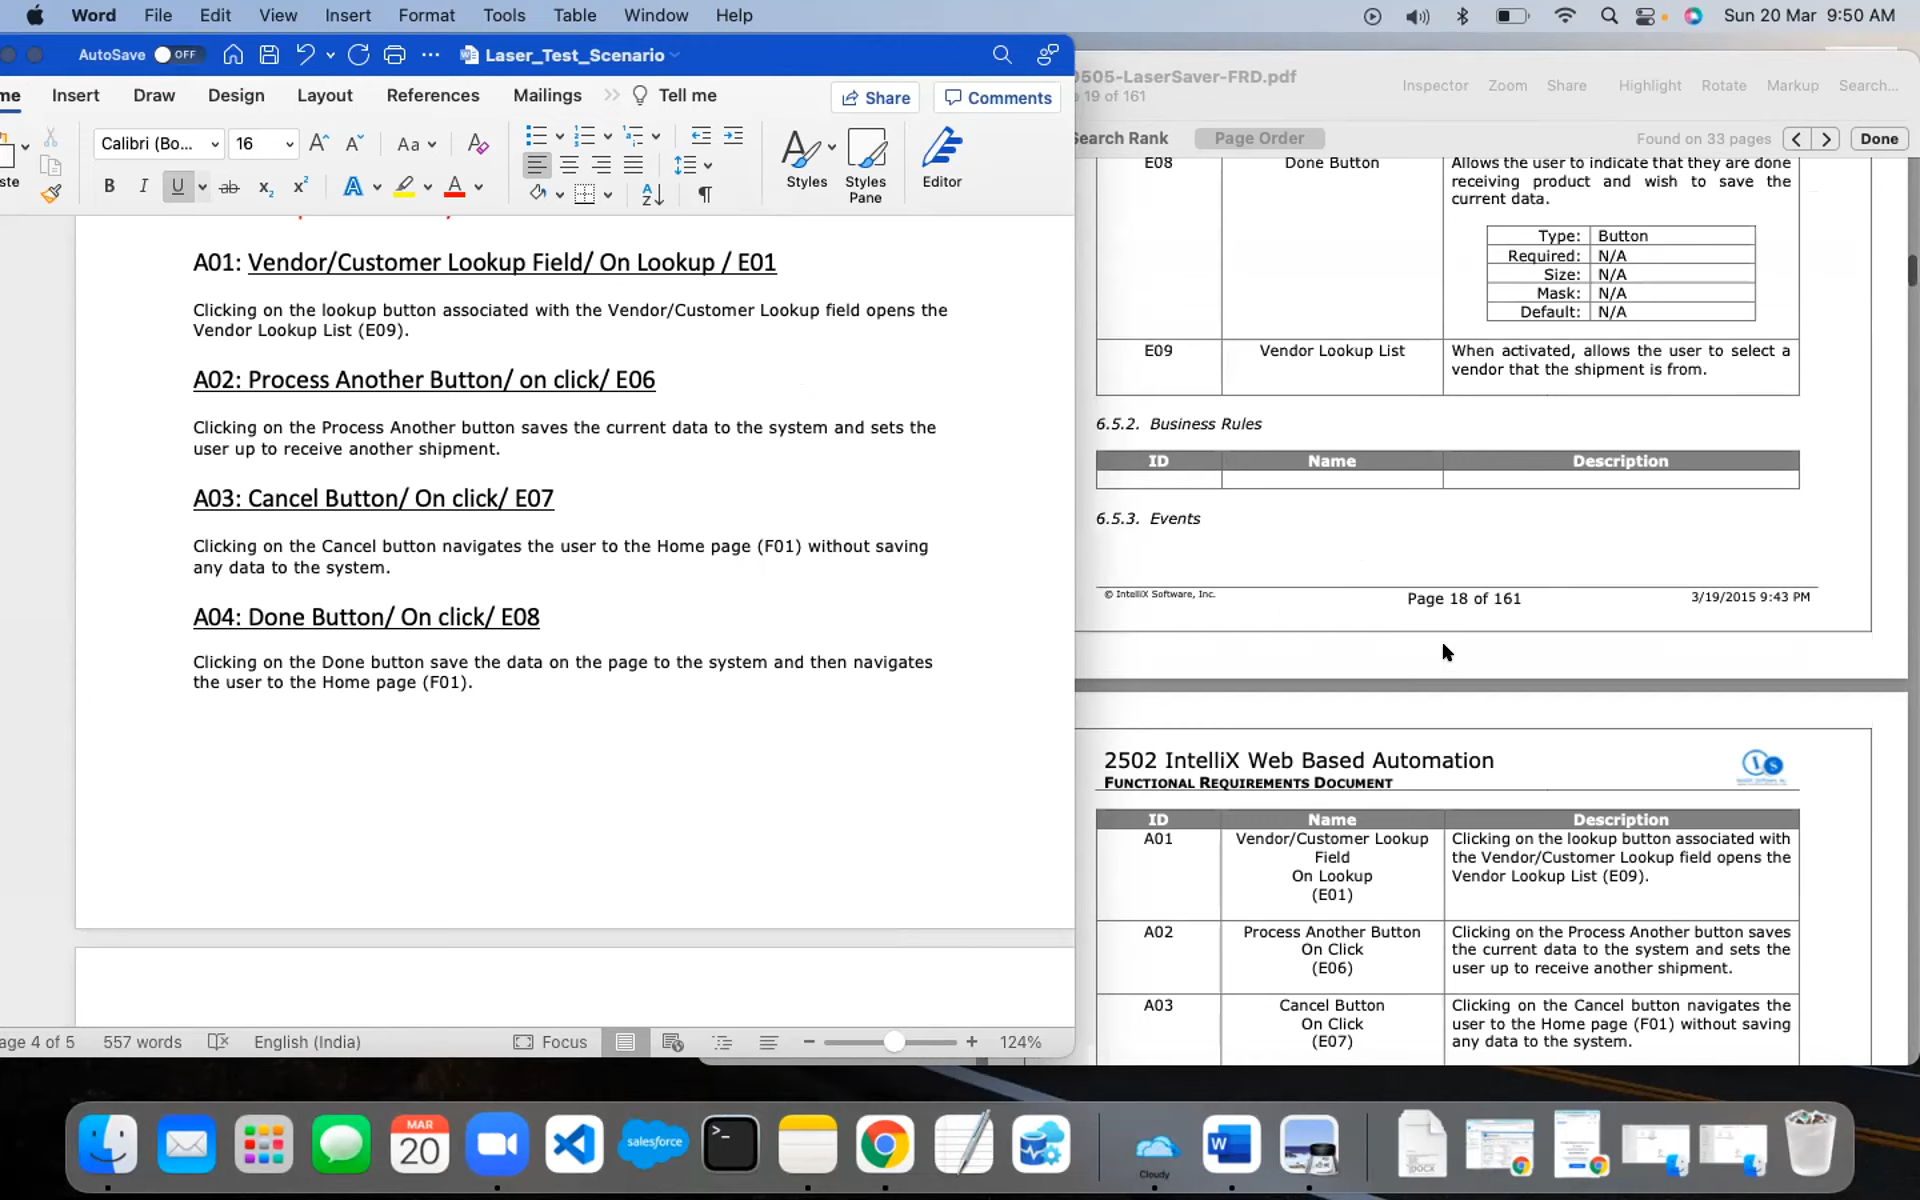 Word File Edit View Insert Format Tools Table Window Help
Sun 20 Mar 9:50 AM
AutoSave OFF
Laser_Test_Scenario
Insert Draw Design Layout References Mailings Tell me
Share Comments
Calibri (Bo... 16
Styles Styles Pane Editor
A01: Vendor/Customer Lookup Field/ On Lookup / E01
Clicking on the lookup button associated with the Vendor/Customer Lookup field opens the
Vendor Lookup List (E09).
A02: Process Another Button/ on click/ E06
Clicking on the Process Another button saves the current data to the system and sets the
user up to receive another shipment.
A03: Cancel Button/ On click/ E07
Clicking on the Cancel button navigates the user to the Home page (F01) without saving
any data to the system.
A04: Done Button/ On click/ E08
Clicking on the Done button save the data on the page to the system and then navigates
the user to the Home page (F01).
age 4 of 5 557 words English (India) Focus 124%
0505-LaserSaver-FRD.pdf
19 of 161
Inspector Zoom Share Highlight Rotate Markup Search...
Search Rank Page Order Found on 33 pages Done
E08 Done Button Allows the user to indicate that they are done
receiving product and wish to save the
current data.
Type: Button
Required: N/A
Size: N/A
Mask: N/A
Default: N/A
E09 Vendor Lookup List When activated, allows the user to select a
vendor that the shipment is from.
6.5.2. Business Rules
ID Name Description
6.5.3. Events
© IntelliX Software, Inc. Page 18 of 161 3/19/2015 9:43 PM
2502 IntelliX Web Based Automation
FUNCTIONAL REQUIREMENTS DOCUMENT
ID Name Description
A01 Vendor/Customer Lookup Clicking on the lookup button associated with
Field the Vendor/Customer Lookup field opens the
On Lookup Vendor Lookup List (E09).
(E01)
A02 Process Another Button Clicking on the Process Another button saves
On Click the current data to the system and sets the
(E06) user up to receive another shipment.
A03 Cancel Button Clicking on the Cancel button navigates the
On Click user to the Home page (F01) without saving
(E07) any data to the system.
MAR
20
salesforce
Cloudy
W
DOCX